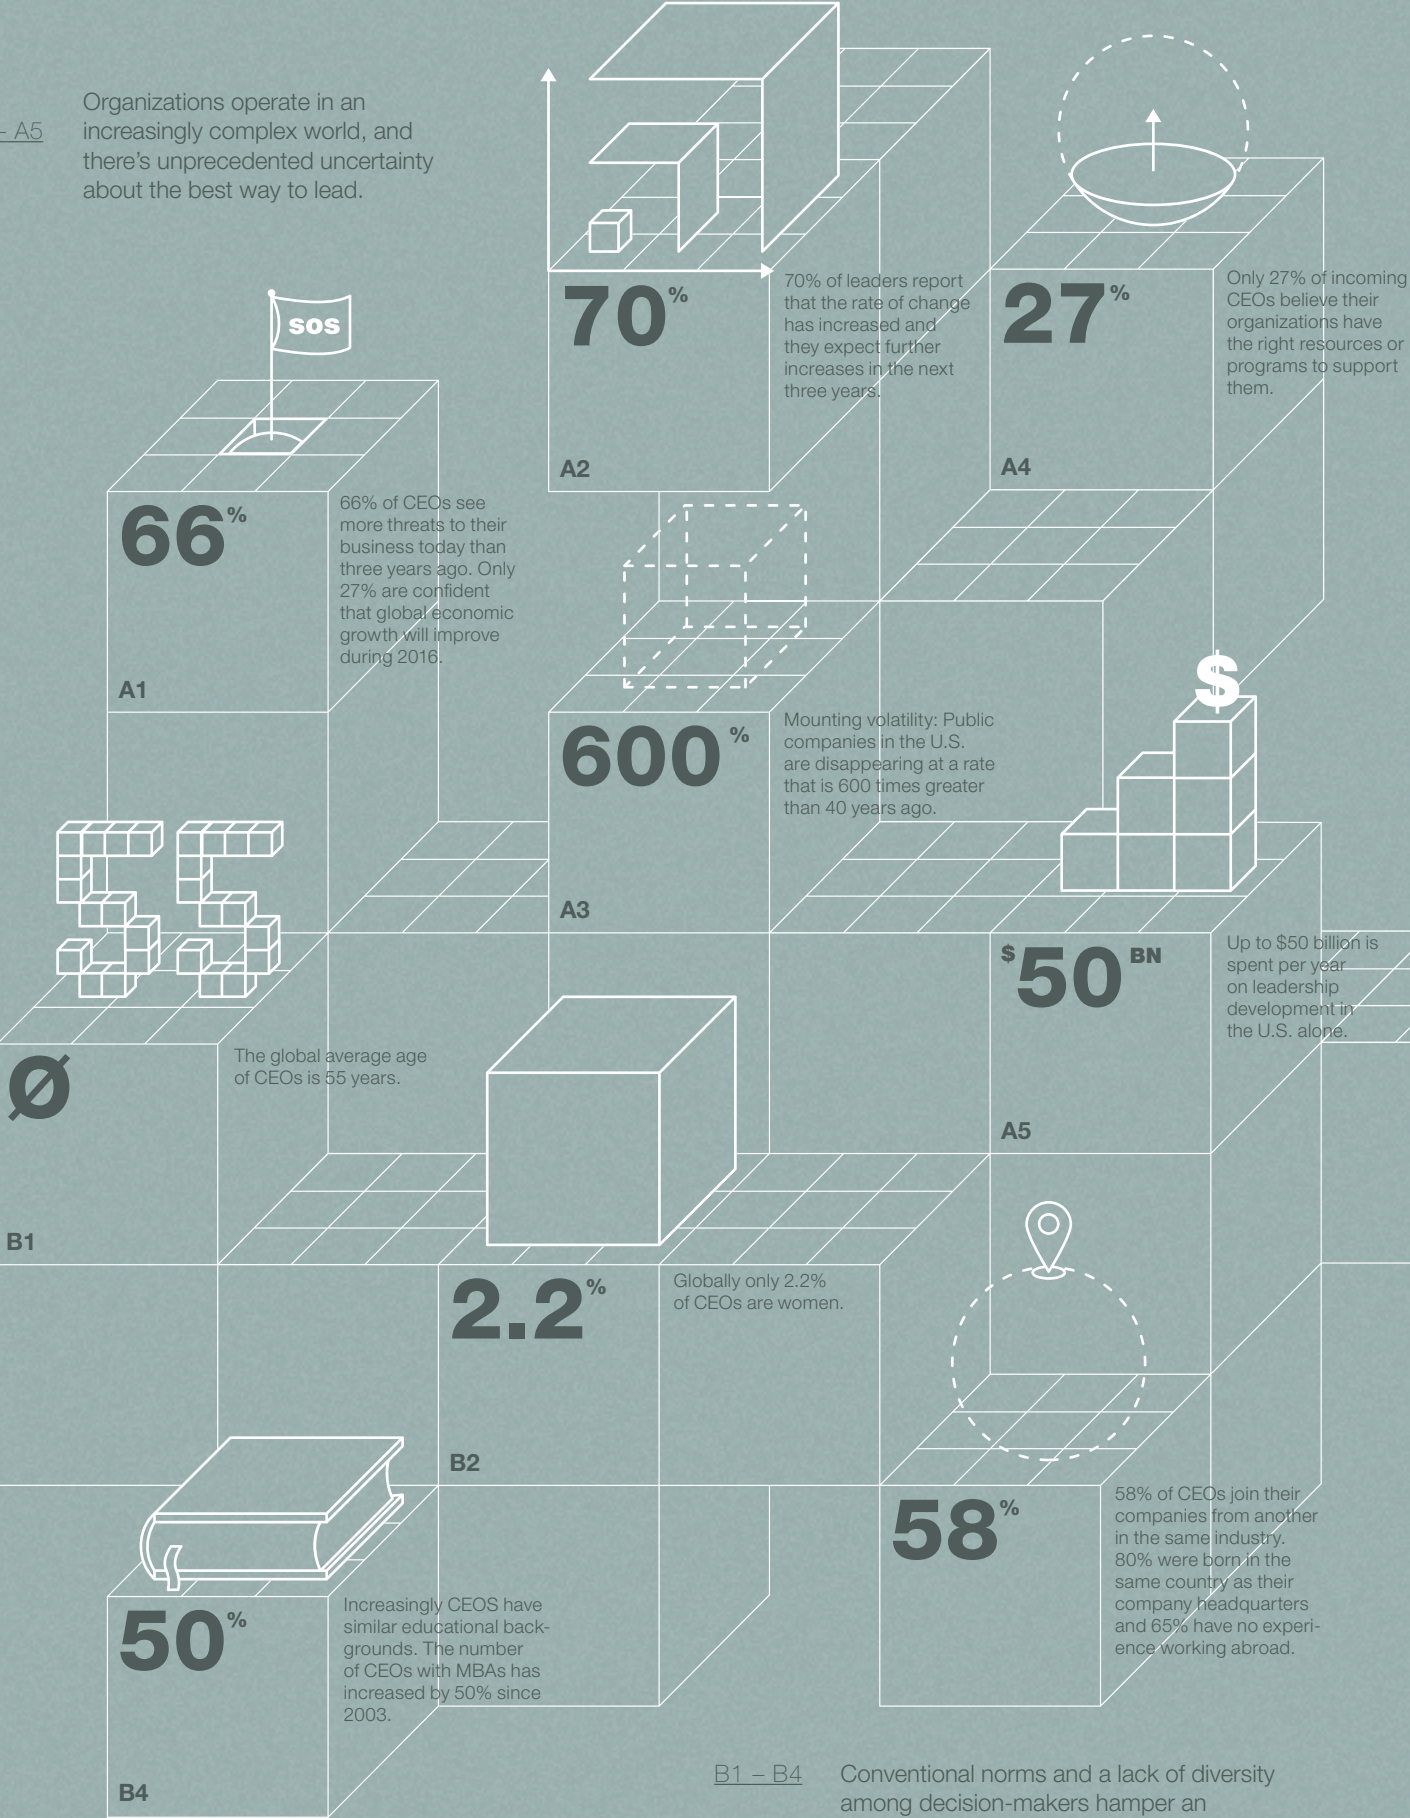 – A5
Organizations operate in an
increasingly complex world, and
there’s unprecedented uncertainty
about the best way to lead.
SOS
66%
66% of CEOs see
more threats to their
business today than
three years ago. Only
27% are confident
that global economic
growth will improve
during 2016.
A1
70%
70% of leaders report
that the rate of change
has increased and
they expect further
increases in the next
three years.
A2
27%
Only 27% of incoming
CEOs believe their
organizations have
the right resources or
programs to support
them.
A4
600%
Mounting volatility: Public
companies in the U.S.
are disappearing at a rate
that is 600 times greater
than 40 years ago.
A3
$
$50 BN
Up to $50 billion is
spent per year
on leadership
development in
the U.S. alone.
A5
55
Ø
The global average age
of CEOs is 55 years.
B1
2.2%
Globally only 2.2%
of CEOs are women.
B2
58%
58% of CEOs join their
companies from another
in the same industry.
80% were born in the
same country as their
company headquarters
and 65% have no experi-
ence working abroad.
50%
Increasingly CEOS have
similar educational back-
grounds. The number
of CEOs with MBAs has
increased by 50% since
2003.
B4
B1 – B4
Conventional norms and a lack of diversity
among decision-makers hamper an